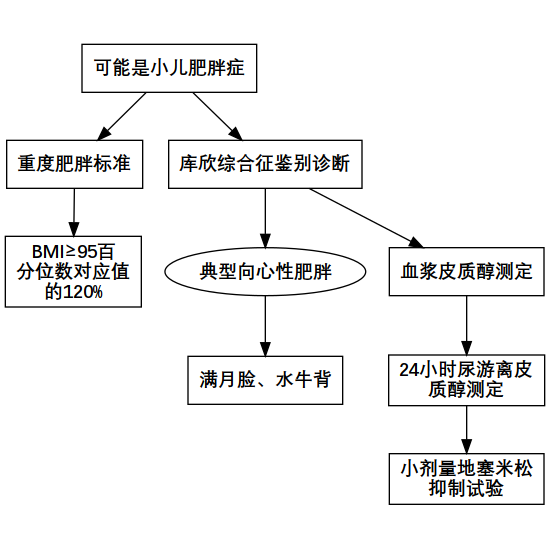 可能是小儿肥胖症
重度肥胖标准
库欣综合征鉴别诊断
BMI≥95百
分位数对应值
的120%
典型向心性肥胖
血浆皮质醇测定
满月脸、水牛背
24小时尿游离皮
质醇测定
小剂量地塞米松
抑制试验